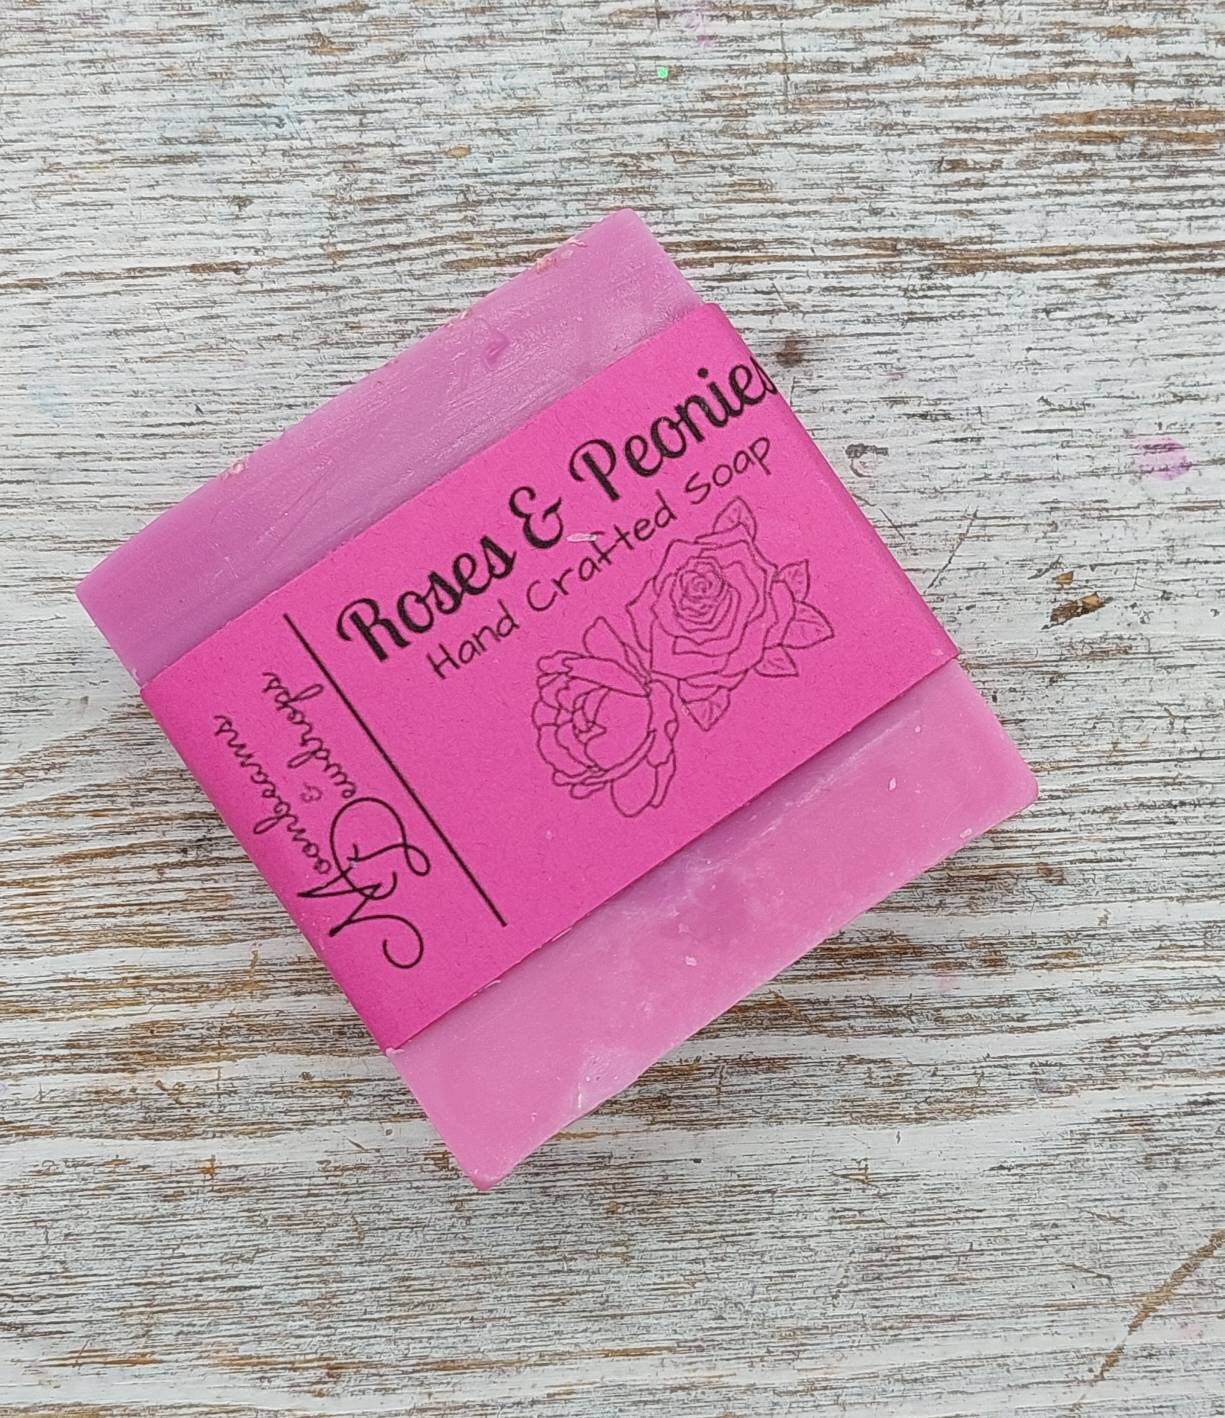 Roses & Peonies
Hand Crafted Soap
Moonbeams
&
Dewdrops